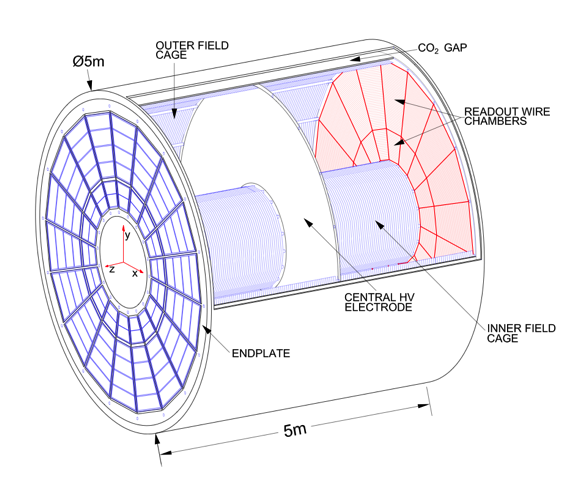 OUTER FIELD
CAGE
CO₂ GAP
Ø5m
READOUT WIRE
CHAMBERS
y
z
x
CENTRAL HV
ELECTRODE
INNER FIELD
CAGE
ENDPLATE
5m